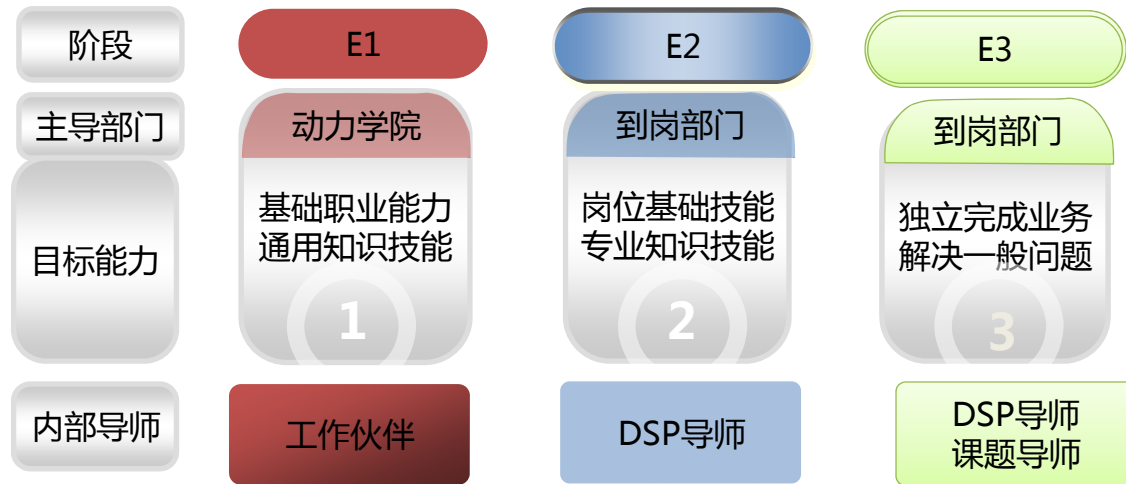 阶段
E1
E2
E3
主导部门
动力学院
到岗部门
到岗部门
目标能力
基础职业能力
通用知识技能
1
岗位基础技能
专业知识技能
2
独立完成业务
解决一般问题
3
内部导师
工作伙伴
DSP导师
DSP导师
课题导师